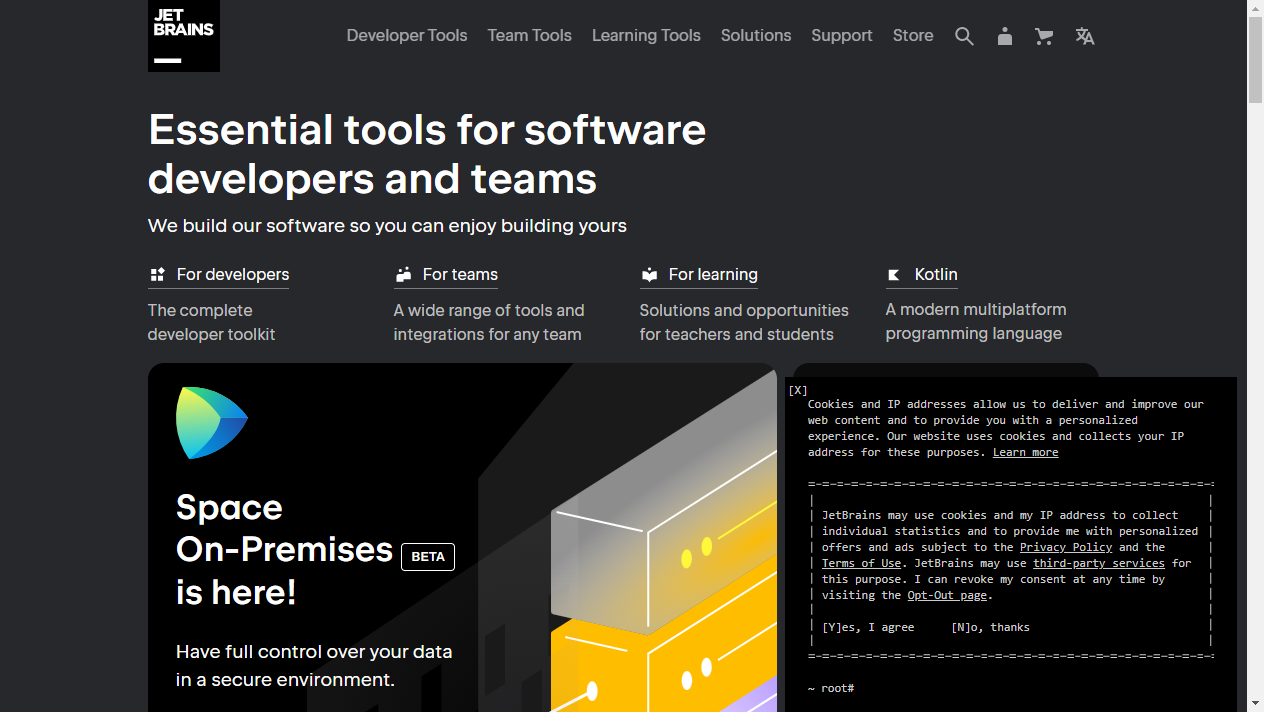 JET
BRAINS
Developer Tools Team Tools Learning Tools Solutions Support Store
Essential tools for software
developers and teams
We build our software so you can enjoy building yours
For developers
The complete
developer toolkit
For teams
A wide range of tools and
integrations for any team
For learning
Solutions and opportunities
for teachers and students
Kotlin
A modern multiplatform
programming language
Space
On-Premises BETA
is here!
Have full control over your data
in a secure environment.
[X]
Cookies and IP addresses allow us to deliver and improve our
web content and to provide you with a personalized
experience. Our website uses cookies and collects your IP
address for these purposes. Learn more
JetBrains may use cookies and my IP address to collect
individual statistics and to provide me with personalized
offers and ads subject to the Privacy Policy and the
Terms of Use. JetBrains may use third-party services for
this purpose. I can revoke my consent at any time by
visiting the Opt-Out page.
[Y]es, I agree [N]o, thanks
~ root#